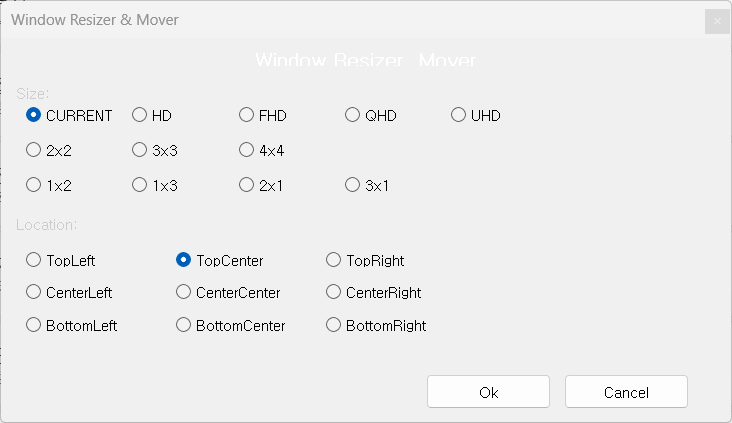 Window Resizer & Mover
Window Resizer Mover
Size:
CURRENT HD FHD QHD UHD
2x2 3x3 4x4
1x2 1x3 2x1 3x1
Location:
TopLeft TopCenter TopRight
CenterLeft CenterCenter CenterRight
BottomLeft BottomCenter BottomRight
Ok Cancel